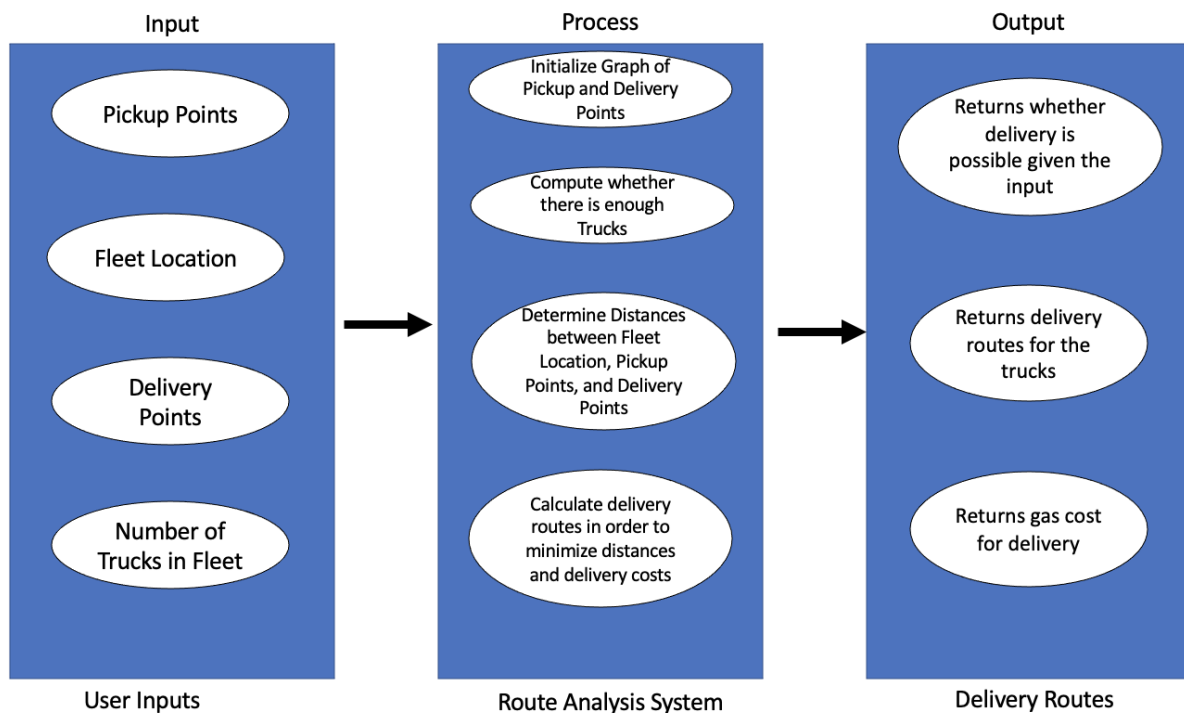 Input
Pickup Points
Fleet Location
Delivery
Points
Number of
Trucks in Fleet
User Inputs
Process
Initialize Graph of
Pickup and Delivery
Points
Compute whether
there is enough
Trucks
Determine Distances
between Fleet
Location, Pickup
Points, and Delivery
Points
Calculate delivery
routes in order to
minimize distances
and delivery costs
Route Analysis System
Output
Returns whether
delivery is
possible given the
input
Returns delivery
routes for the
trucks
Returns gas cost
for delivery
Delivery Routes